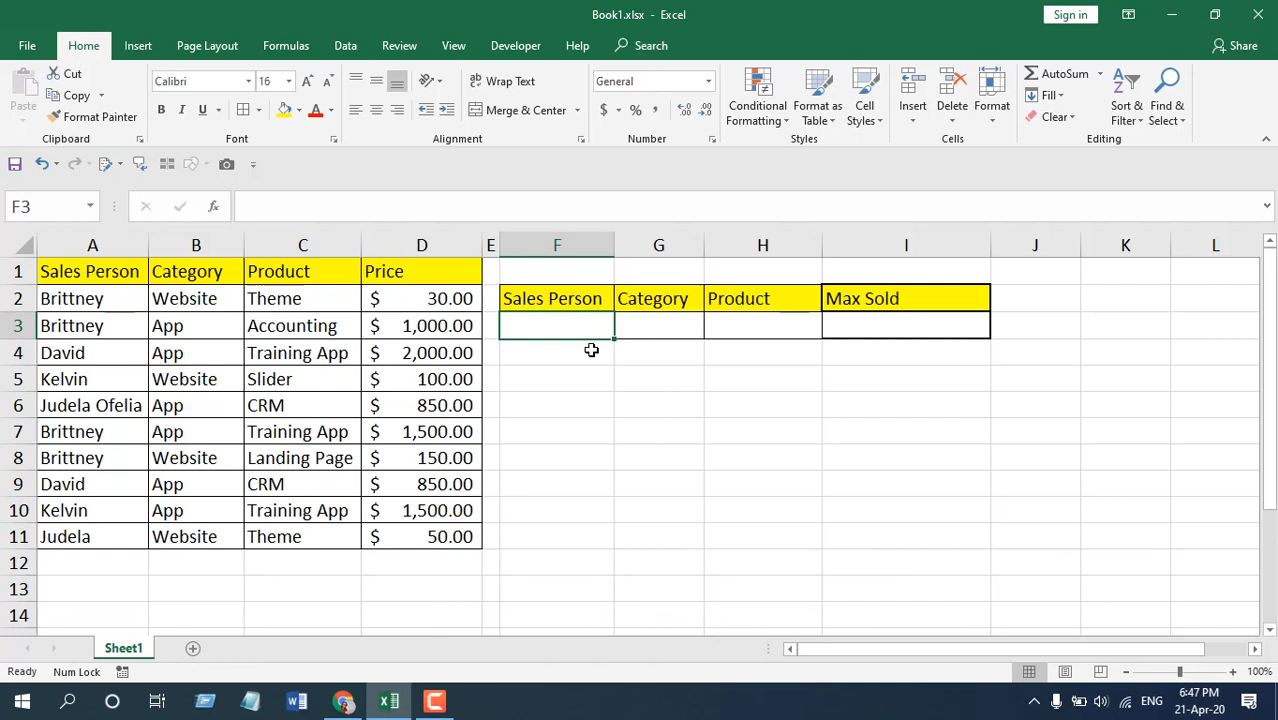 Book1.xlsx - Excel
Sign in
File Home Insert Page Layout Formulas Data Review View Developer Help Search Share
Paste
Cut
Copy
Format Painter
Clipboard
Calibri 16
B I U
Font
Wrap Text
Merge & Center
Alignment
General
$ % ,
Number
Conditional Formatting
Format as Table
Cell Styles
Styles
Insert
Delete
Format
Cells
AutoSum
Fill
Clear
Sort & Filter
Find & Select
Editing
F3
fx
A B C D E F G H I J K L
1 Sales Person Category Product Price
2 Brittney Website Theme $ 30.00 Sales Person Category Product Max Sold
3 Brittney App Accounting $ 1,000.00
4 David App Training App $ 2,000.00
5 Kelvin Website Slider $ 100.00
6 Judela Ofelia App CRM $ 850.00
7 Brittney App Training App $ 1,500.00
8 Brittney Website Landing Page $ 150.00
9 David App CRM $ 850.00
10 Kelvin App Training App $ 1,500.00
11 Judela Website Theme $ 50.00
12
13
14
Sheet1
Ready Num Lock 100%
ENG
6:47 PM
21-Apr-20